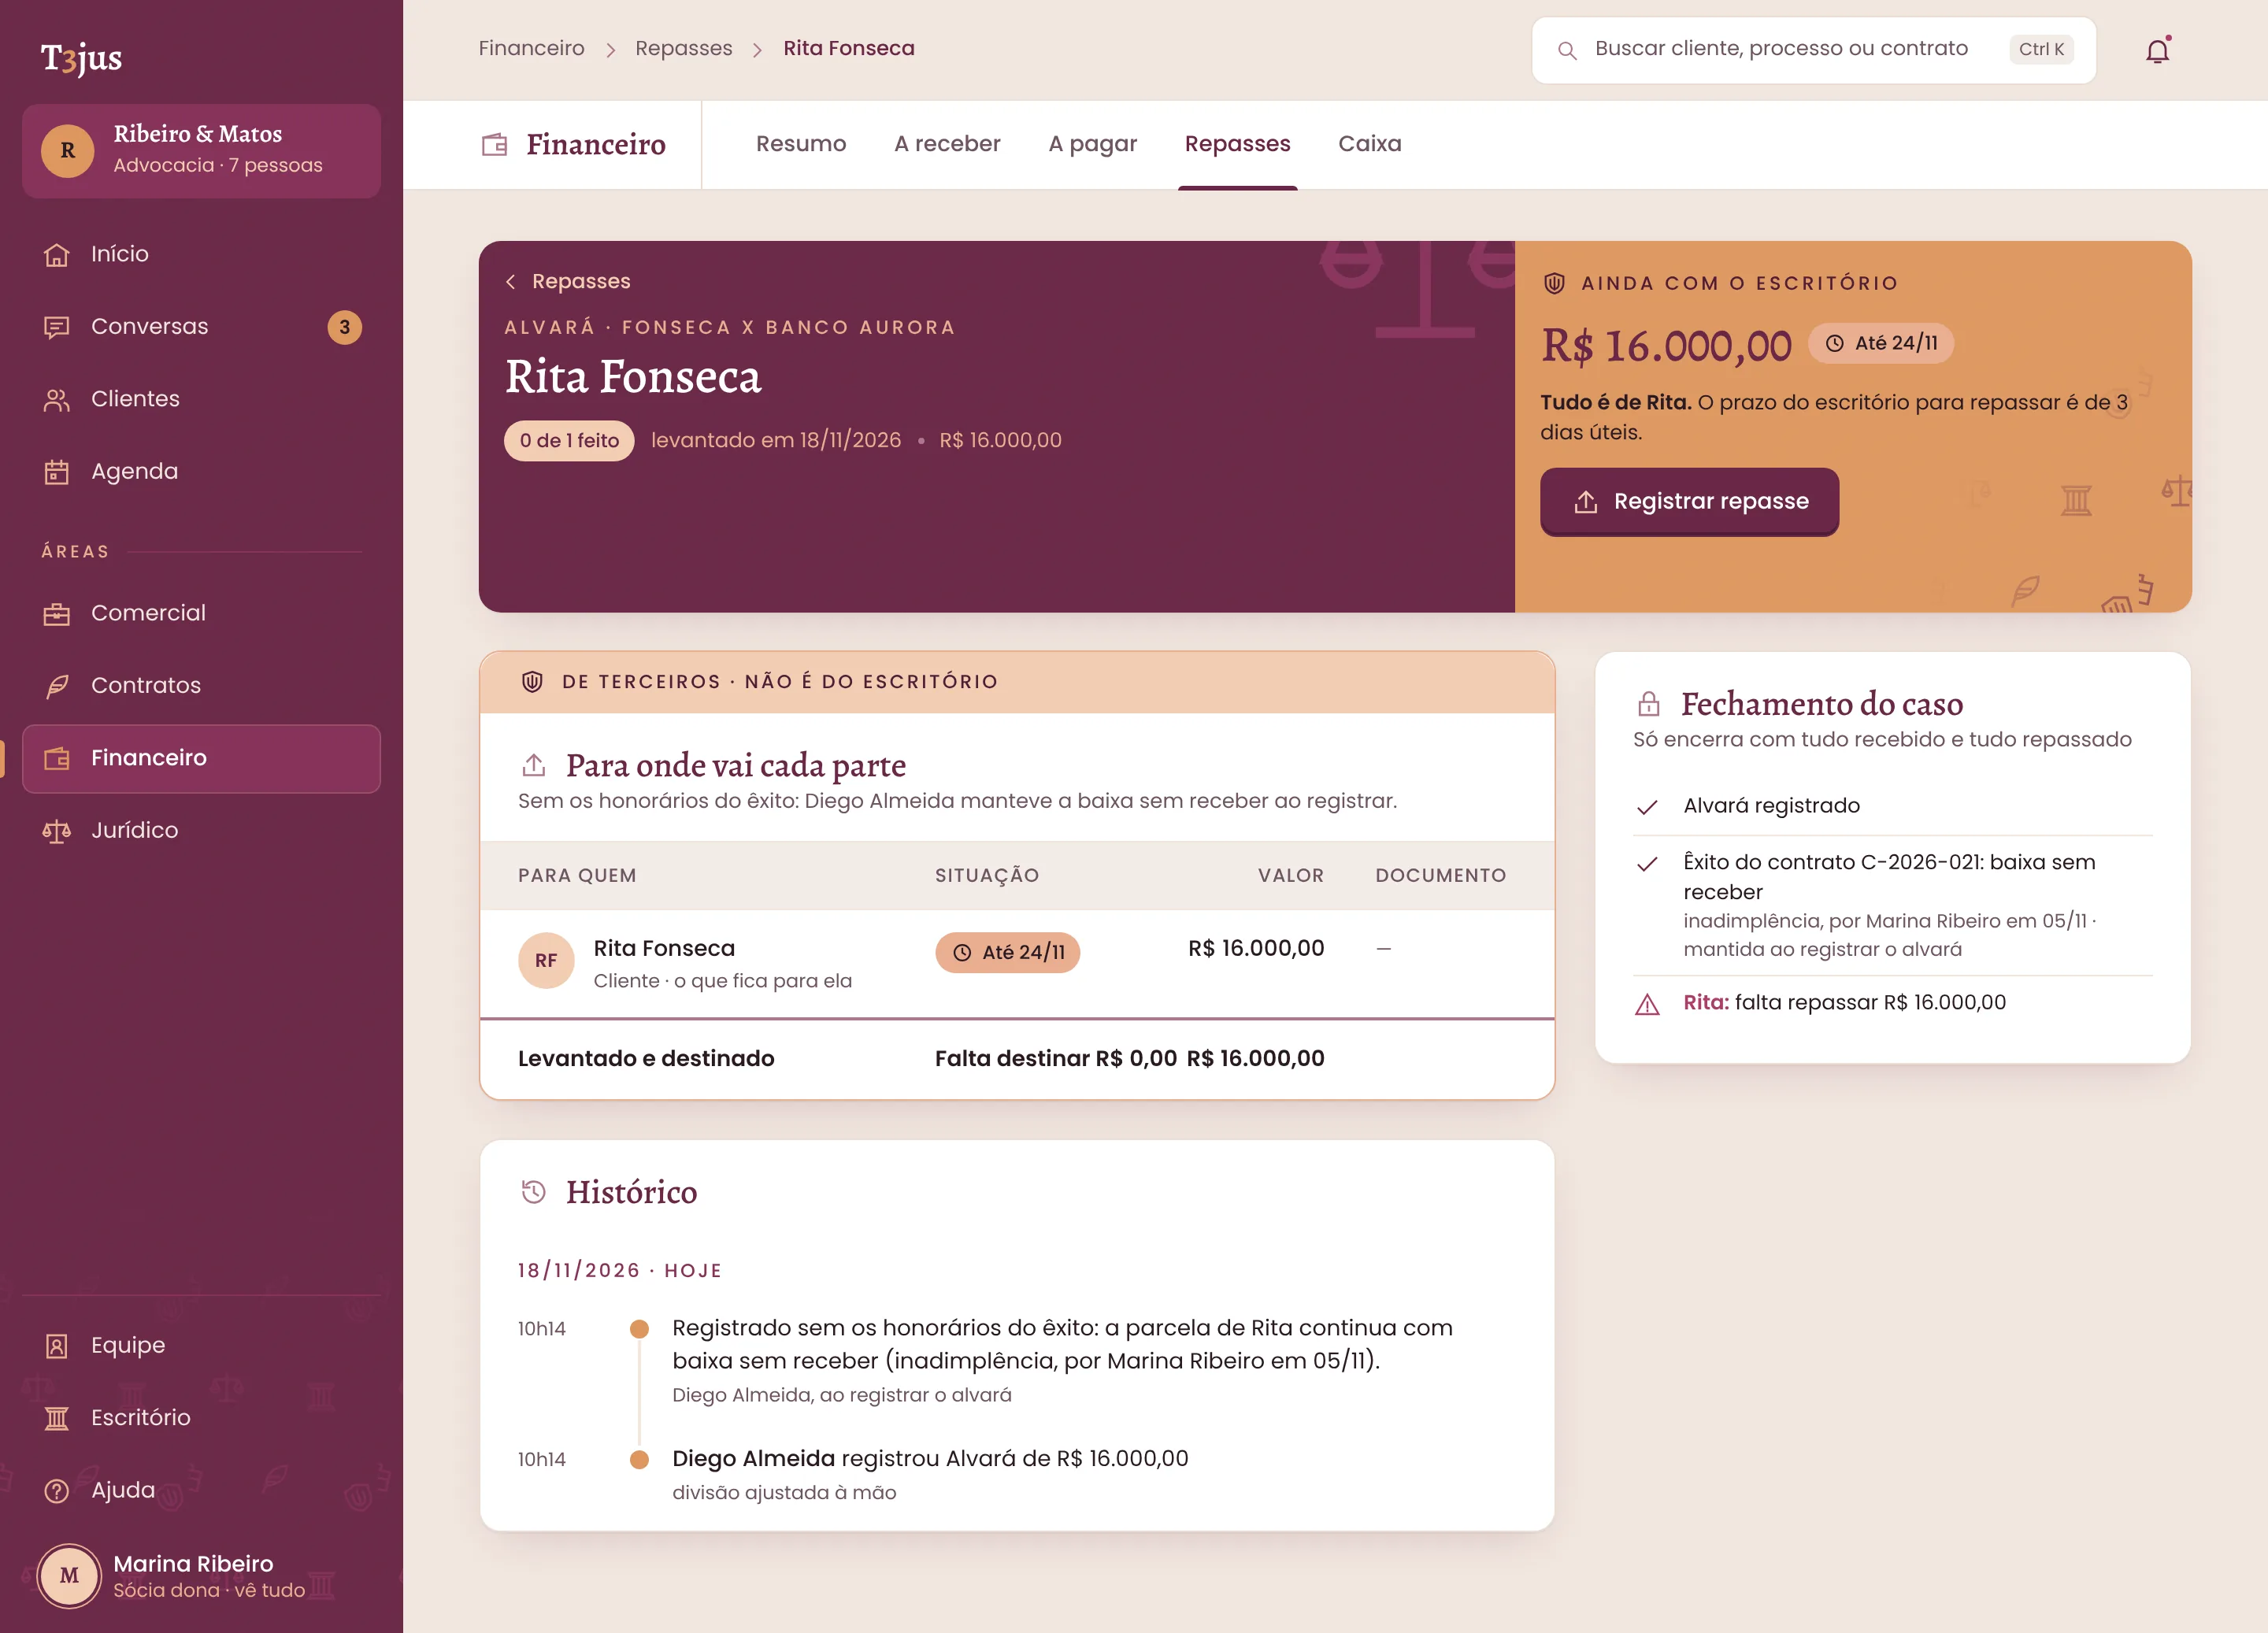 T3jus
R
Ribeiro & Matos
Advocacia · 7 pessoas
Início
Conversas
3
Clientes
Agenda
ÁREAS
Comercial
Contratos
Financeiro
Jurídico
Equipe
Escritório
Ajuda
M
Marina Ribeiro
Sócia dona · vê tudo
Financeiro
Repasses
Rita Fonseca
Buscar cliente, processo ou contrato
Ctrl K
Financeiro
Resumo
A receber
A pagar
Repasses
Caixa
Repasses
ALVARÁ · FONSECA X BANCO AURORA
Rita Fonseca
0 de 1 feito
levantado em 18/11/2026 • R$ 16.000,00
AINDA COM O ESCRITÓRIO
R$ 16.000,00
Até 24/11
Tudo é de Rita. O prazo do escritório para repassar é de 3
dias úteis.
Registrar repasse
DE TERCEIROS · NÃO É DO ESCRITÓRIO
Para onde vai cada parte
Sem os honorários do êxito: Diego Almeida manteve a baixa sem receber ao registrar.
PARA QUEM
SITUAÇÃO
VALOR
DOCUMENTO
RF
Rita Fonseca
Cliente · o que fica para ela
Até 24/11
R$ 16.000,00
—
Levantado e destinado
Falta destinar R$ 0,00
R$ 16.000,00
Fechamento do caso
Só encerra com tudo recebido e tudo repassado
Alvará registrado
Êxito do contrato C-2026-021: baixa sem
receber
inadimplência, por Marina Ribeiro em 05/11 ·
mantida ao registrar o alvará
Rita: falta repassar R$ 16.000,00
Histórico
18/11/2026 · HOJE
10h14
Registrado sem os honorários do êxito: a parcela de Rita continua com
baixa sem receber (inadimplência, por Marina Ribeiro em 05/11).
Diego Almeida, ao registrar o alvará
10h14
Diego Almeida registrou Alvará de R$ 16.000,00
divisão ajustada à mão